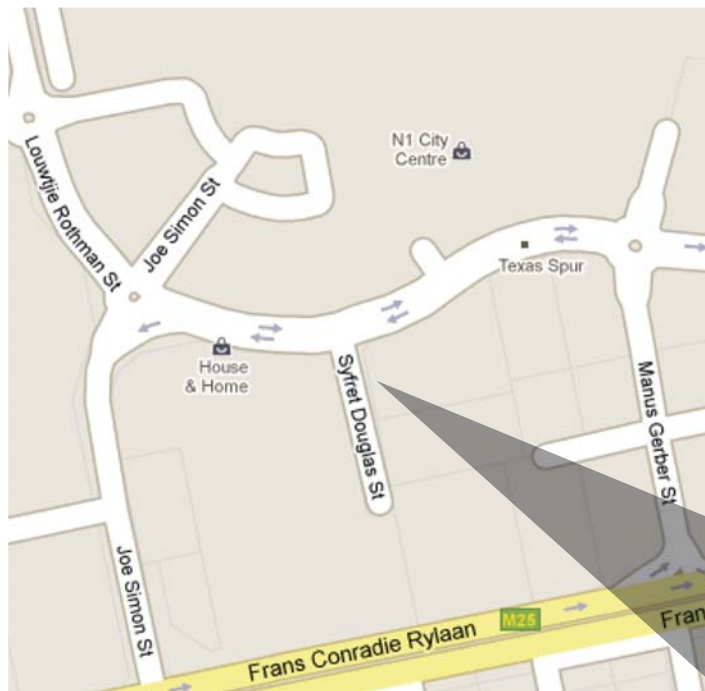 N1 City
Centre
Louwtjie Rothman St
Joe Simon St
Texas Spur
House
& Home
Syfret Douglas St
Manus Gerber St
Joe Simon St
M25
Frans Conradie Rylaan
Fran